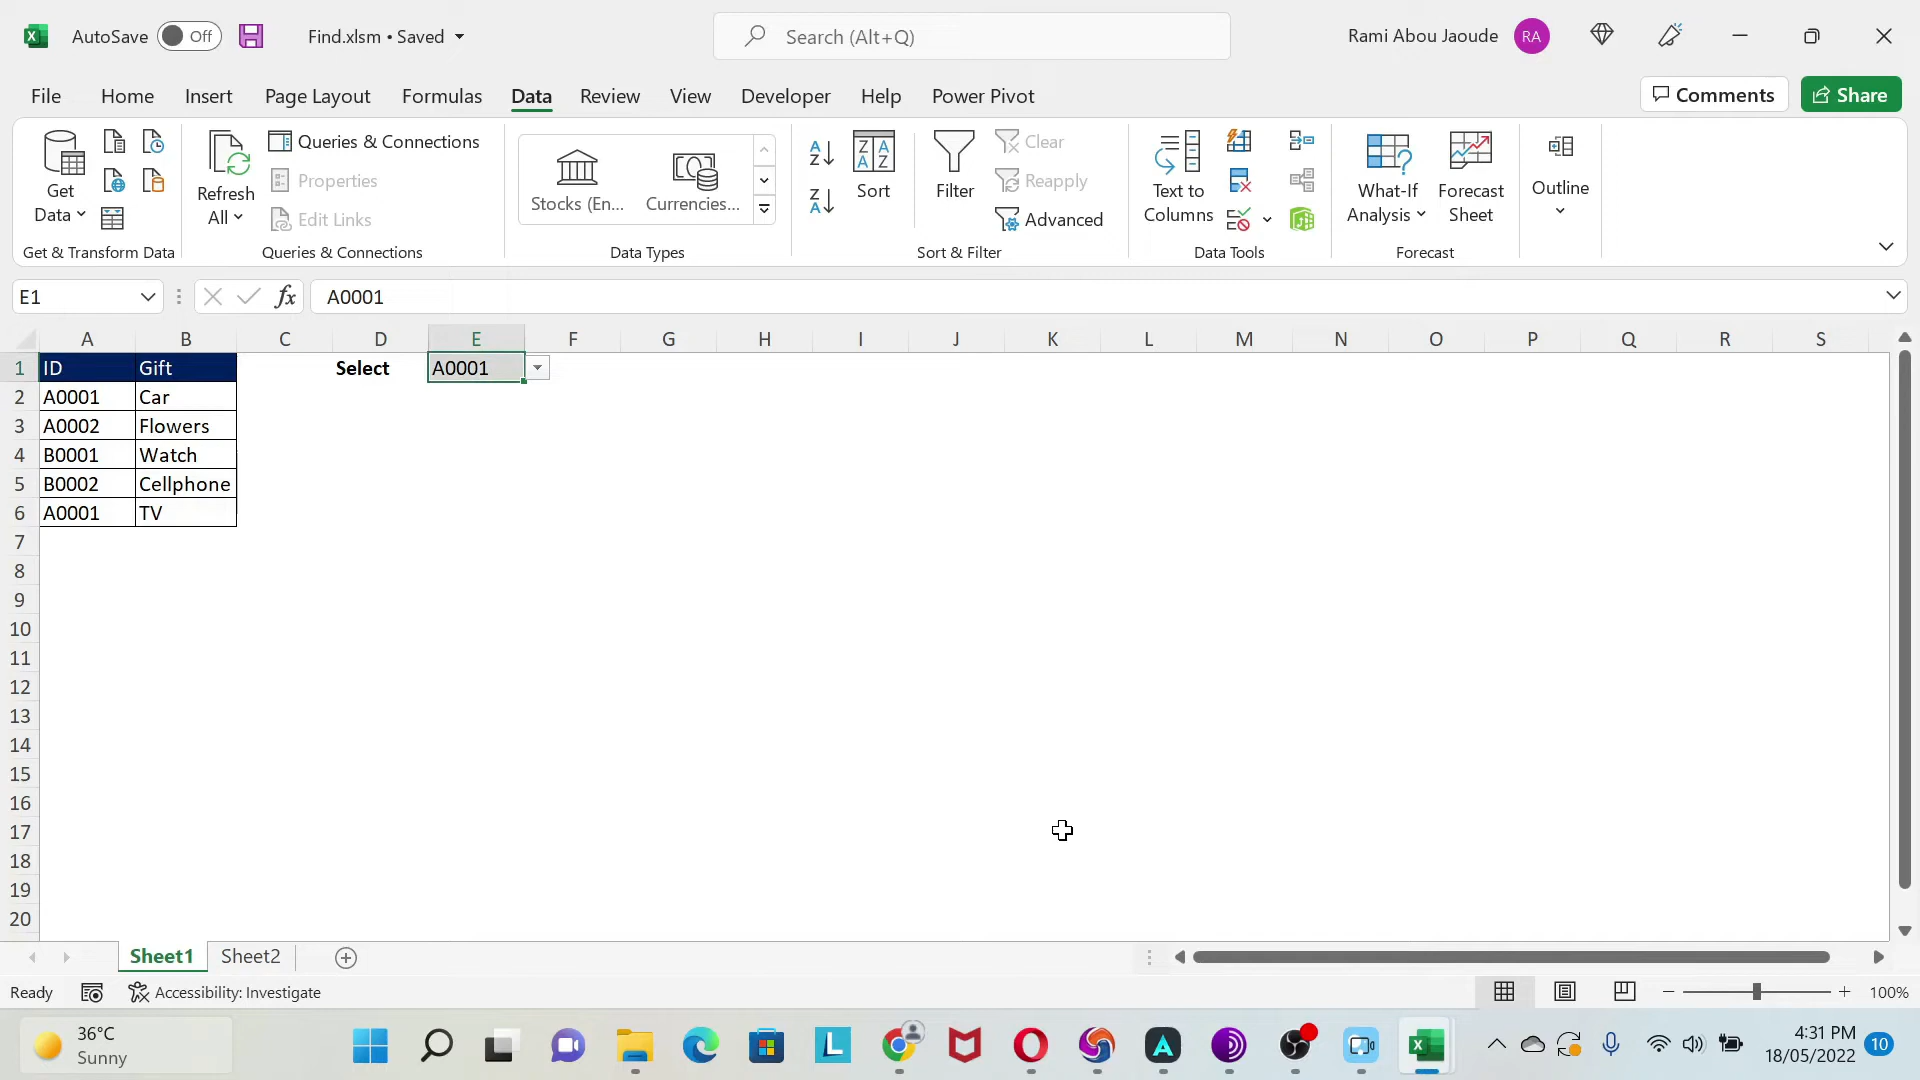 AutoSave Off Find.xlsm • Saved Search (Alt+Q) Rami Abou Jaoude RA
File Home Insert Page Layout Formulas Data Review View Developer Help Power Pivot Comments Share
Get Data
Refresh All
Queries & Connections
Properties
Edit Links
Stocks (En... Currencies...
Sort
Filter
Clear
Reapply
Advanced
Text to Columns
What-If Analysis
Forecast Sheet
Outline
Get & Transform Data Queries & Connections Data Types Sort & Filter Data Tools Forecast
E1 fx A0001
A B C D E F G H I J K L M N O P Q R S
1 ID Gift Select A0001
2 A0001 Car
3 A0002 Flowers
4 B0001 Watch
5 B0002 Cellphone
6 A0001 TV
7
8
9
10
11
12
13
14
15
16
17
18
19
20
Sheet1 Sheet2
Ready Accessibility: Investigate 100%
36°C
Sunny
4:31 PM
18/05/2022 10